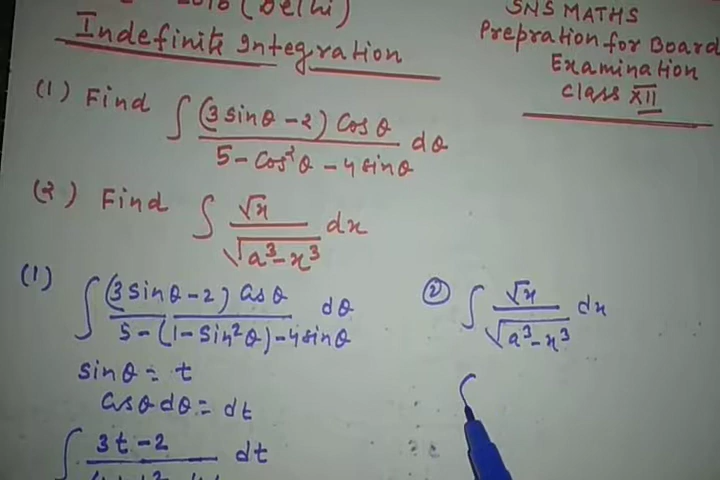 2016 (Delhi)
Indefinite Integration
SNS MATHS
Prepration for Board
Examination
Class XII
(1) Find ∫ (3 sinθ - 2) Cosθ / 5 - Cos²θ - 4 sinθ dθ
(2) Find ∫ √x / √a³-x³ dx
(1) ∫ (3 sinθ - 2) Cosθ / 5 - (1 - Sin²θ) - 4 sinθ dθ
sinθ = t
cosθ dθ = dt
∫ 3t - 2 dt
② ∫ √x / √a³-x³ dx
∫